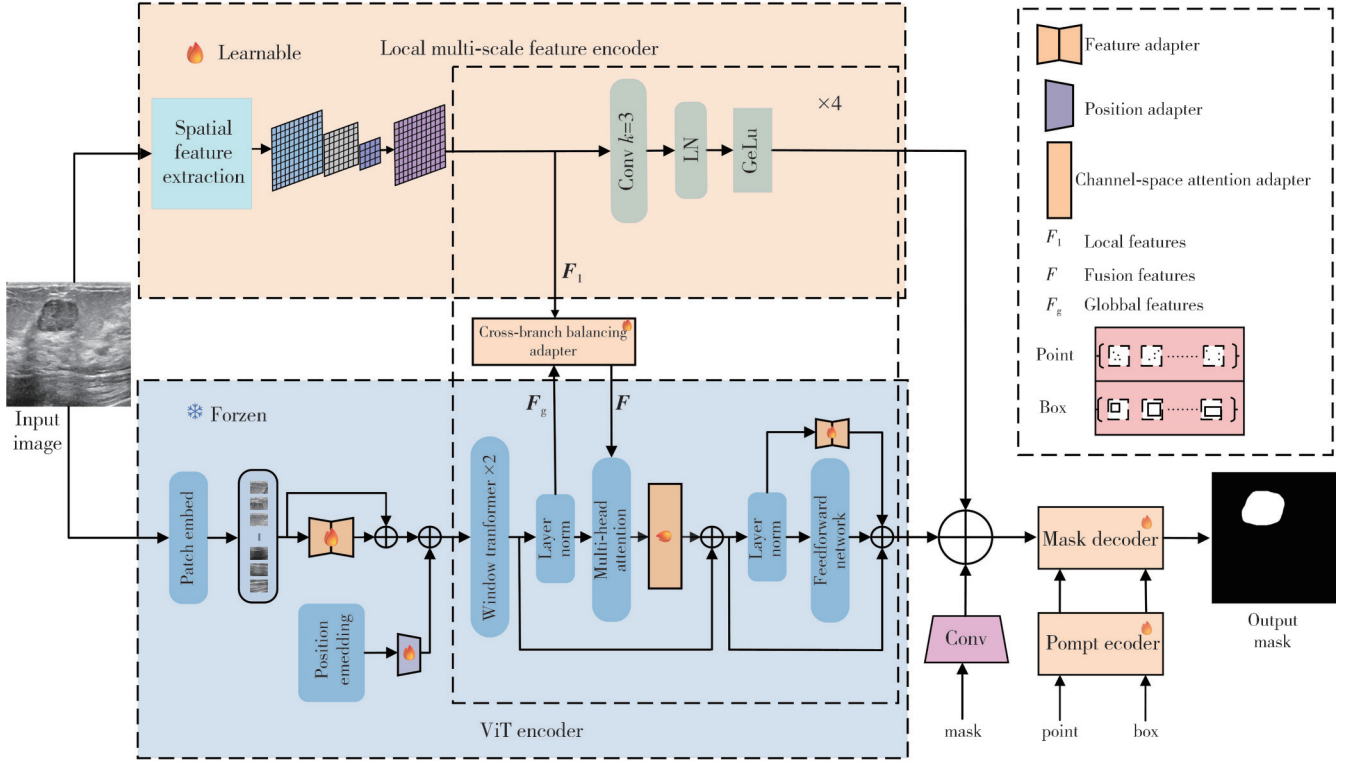 Learnable
Local multi-scale feature encoder
Spatial
feature
extraction
Conv k=3
LN
GeLu
×4
F₁
Cross-branch balancing
adapter
F_g
F
Input
image
Forzen
Patch embed
Position
emedding
Window tranformer ×2
Layer
norm
Multi-head
attention
Layer
norm
Feedforward
network
ViT encoder
Conv
mask
Mask decoder
Pompt ecoder
point
box
Output
mask
Feature adapter
Position adapter
Channel-space attention adapter
F₁ Local features
F Fusion features
F_g Globbal features
Point
Box